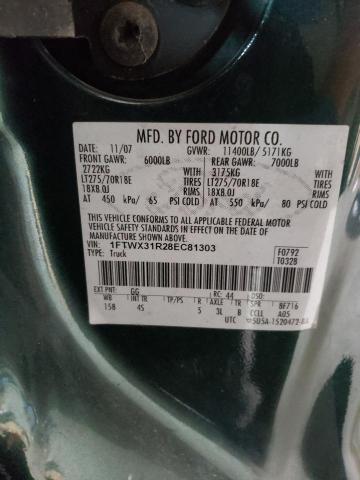 MFD. BY FORD MOTOR CO.
DATE: 11/07 GVWR: 11400LB/ 5171KG
FRONT GAWR: 6000LB REAR GAWR: 7000LB
2722KG WITH 3175KG WITH
LT275/70R18E TIRES LT275/70R18E TIRES
18X8.0J RIMS 18X8.0J RIMS
AT 450 kPa/ 65 PSI COLD AT 550 kPa/ 80 PSI COLD
THIS VEHICLE CONFORMS TO ALL APPLICABLE FEDERAL MOTOR
VEHICLE SAFETY STANDARDS IN EFFECT ON THE DATE OF
MANUFACTURE SHOWN ABOVE.
VIN: 1FTWX31R28EC81303 F0792
TYPE: Truck T0328
EXT PNT: GG RC: 44 DSO:
WB INT TR TP/PS R AXLE TR SPR 8F716
158 4S 5 3L B CCLL A05
UTC